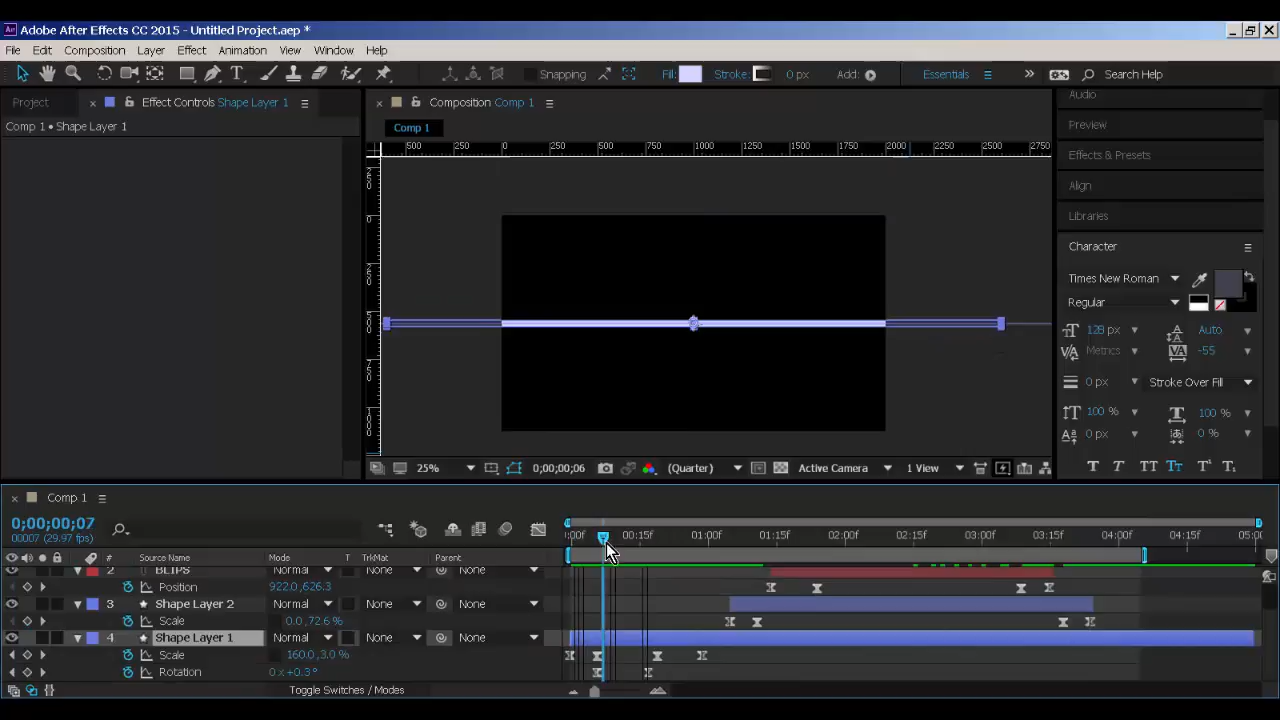 Adobe After Effects CC 2015 - Untitled Project.aep *
File Edit Composition Layer Effect Animation View Window Help
Snapping Fill: Stroke: 0 px Add: Essentials Search Help
Project Effect Controls Shape Layer 1 Composition Comp 1 Audio
Comp 1 • Shape Layer 1 Comp 1 Preview
500 250 0 250 500 750 1000 1250 1500 1750 2000 2250 2500 2750
Effects & Presets
Align
Libraries
Character
Times New Roman
Regular
128 px Auto
Metrics -55
0 px Stroke Over Fill
100 % 100 %
0 px 0 %
25% 0;00;00;06 (Quarter) Active Camera 1 View
Comp 1
0;00;00;07
00007 (29.97 fps)
:00f 00:15f 01:00f 01:15f 02:00f 02:15f 03:00f 03:15f 04:00f 04:15f 05:00f
# Source Name Mode T TrkMat Parent
2 BLIPS Normal None None
Position 922.0,626.3
3 Shape Layer 2 Normal None None
Scale 0.0,72.6 %
4 Shape Layer 1 Normal None None
Scale 160.0,3.0 %
Rotation 0 x+0.3°
Toggle Switches / Modes